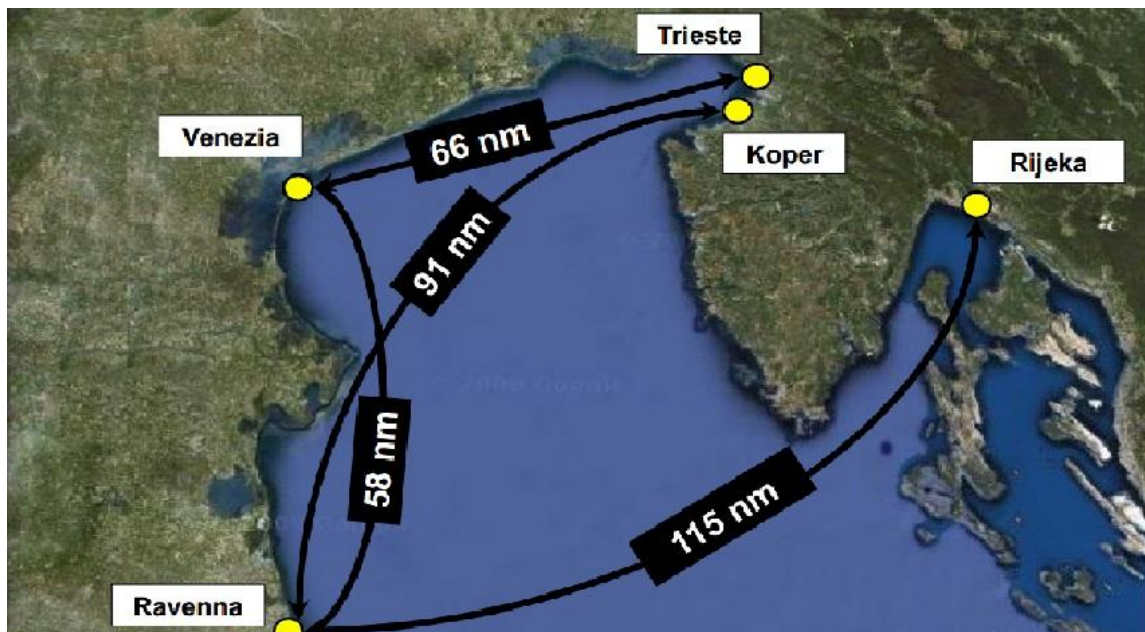 Trieste
66 nm
Venezia
Koper
Rijeka
91 nm
58 nm
115 nm
Ravenna